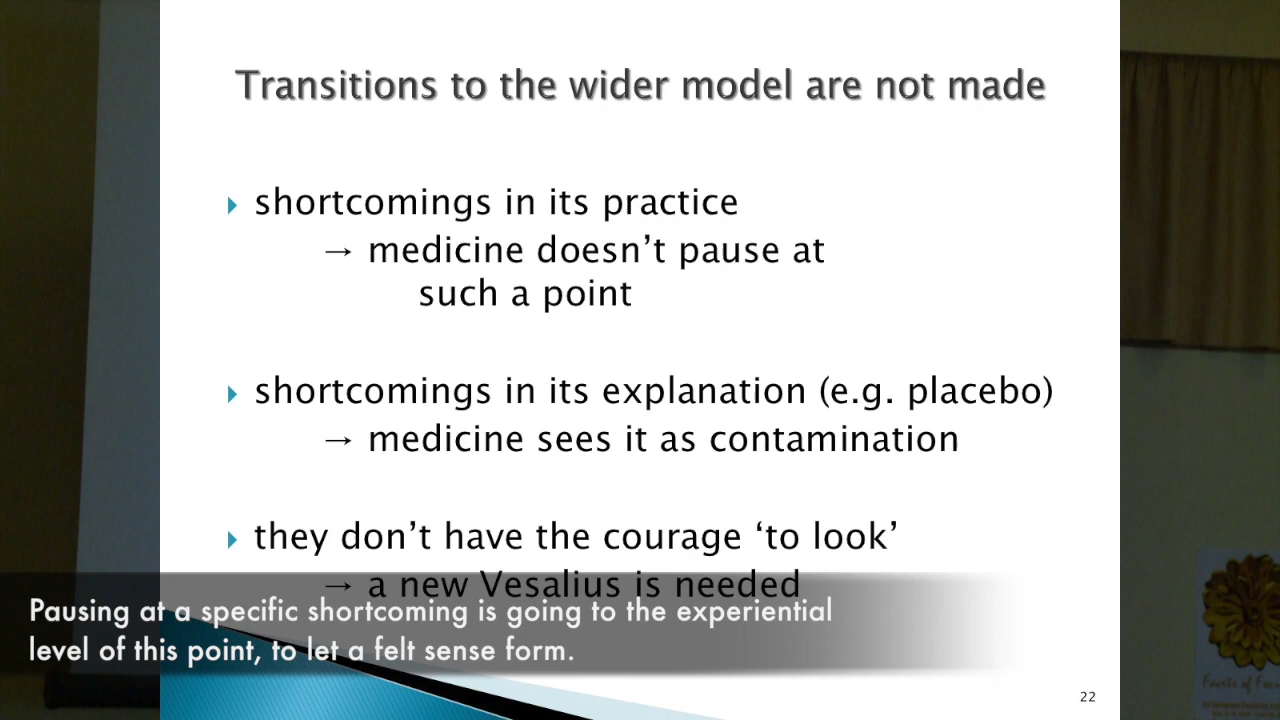 Transitions to the wider model are not made
shortcomings in its practice
→ medicine doesn’t pause at
such a point
shortcomings in its explanation (e.g. placebo)
→ medicine sees it as contamination
they don’t have the courage ‘to look’
→ a new Vesalius is needed
Pausing at a specific shortcoming is going to the experiential
level of this point, to let a felt sense form.
22
Facets of